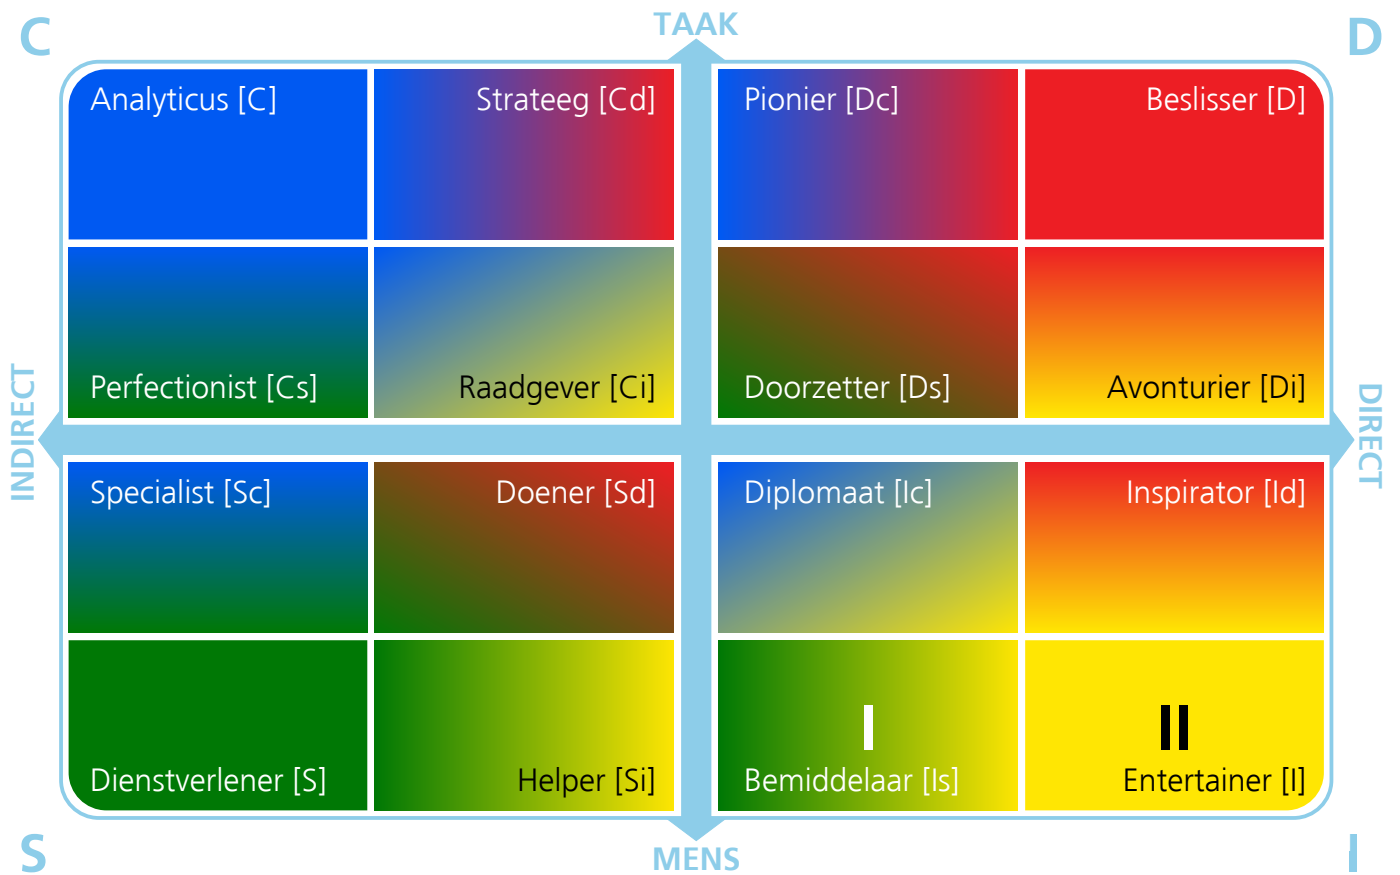 C
TAAK
D
Analyticus [C]
Strateeg [Cd]
Pionier [Dc]
Beslisser [D]
Perfectionist [Cs]
Raadgever [Ci]
Doorzetter [Ds]
Avonturier [Di]
INDIRECT
DIRECT
Specialist [Sc]
Doener [Sd]
Diplomaat [Ic]
Inspirator [Id]
I
II
Dienstverlener [S]
Helper [Si]
Bemiddelaar [Is]
Entertainer [I]
S
MENS
I